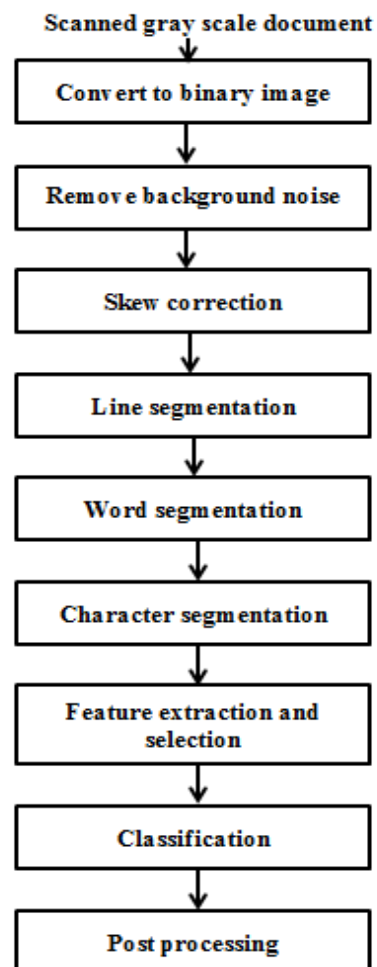 Scanned gray scale document
Convert to binary image
Remove background noise
Skew correction
Line segmentation
Word segmentation
Character segmentation
Feature extraction and
selection
Classification
Post processing